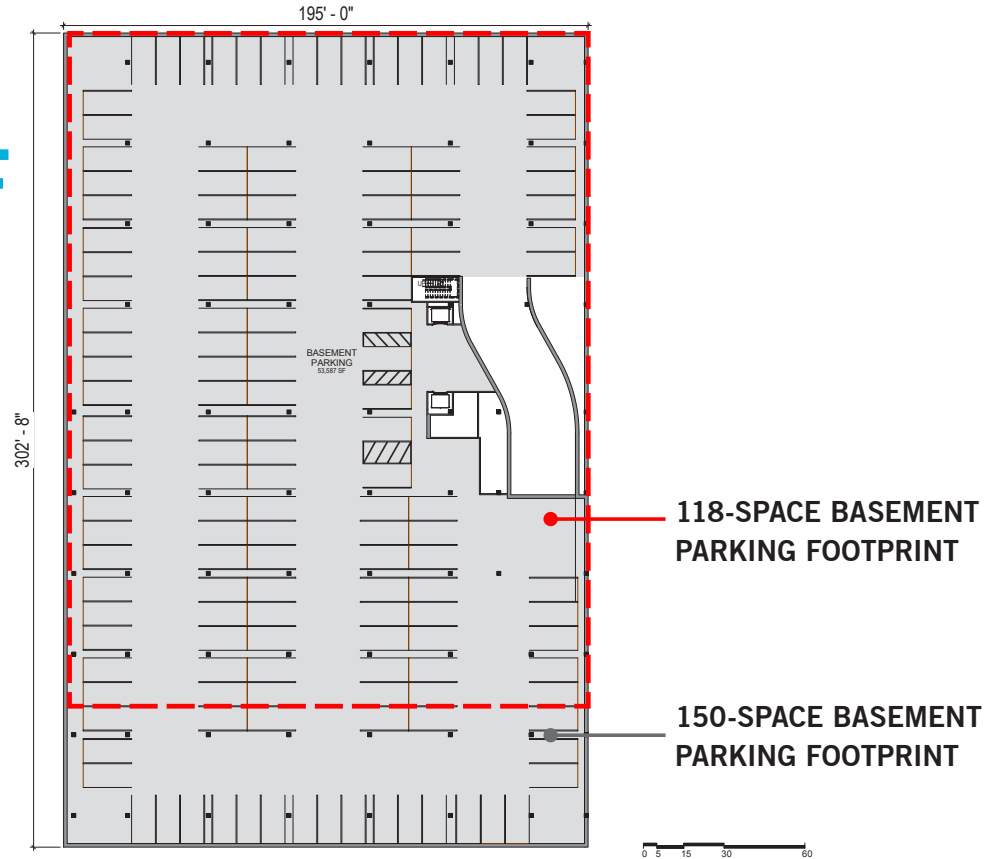 195' - 0"
302' - 8"
BASEMENT
PARKING
53,587 SF
118-SPACE BASEMENT
PARKING FOOTPRINT
150-SPACE BASEMENT
PARKING FOOTPRINT
0 5 15 30 60